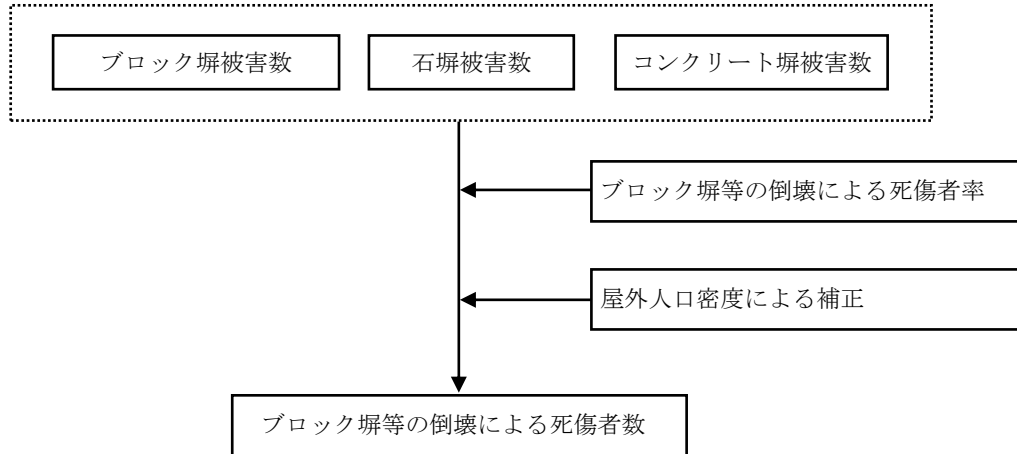 ブロック塀被害数
石塀被害数
コンクリート塀被害数
ブロック塀等の倒壊による死傷者率
屋外人口密度による補正
ブロック塀等の倒壊による死傷者数